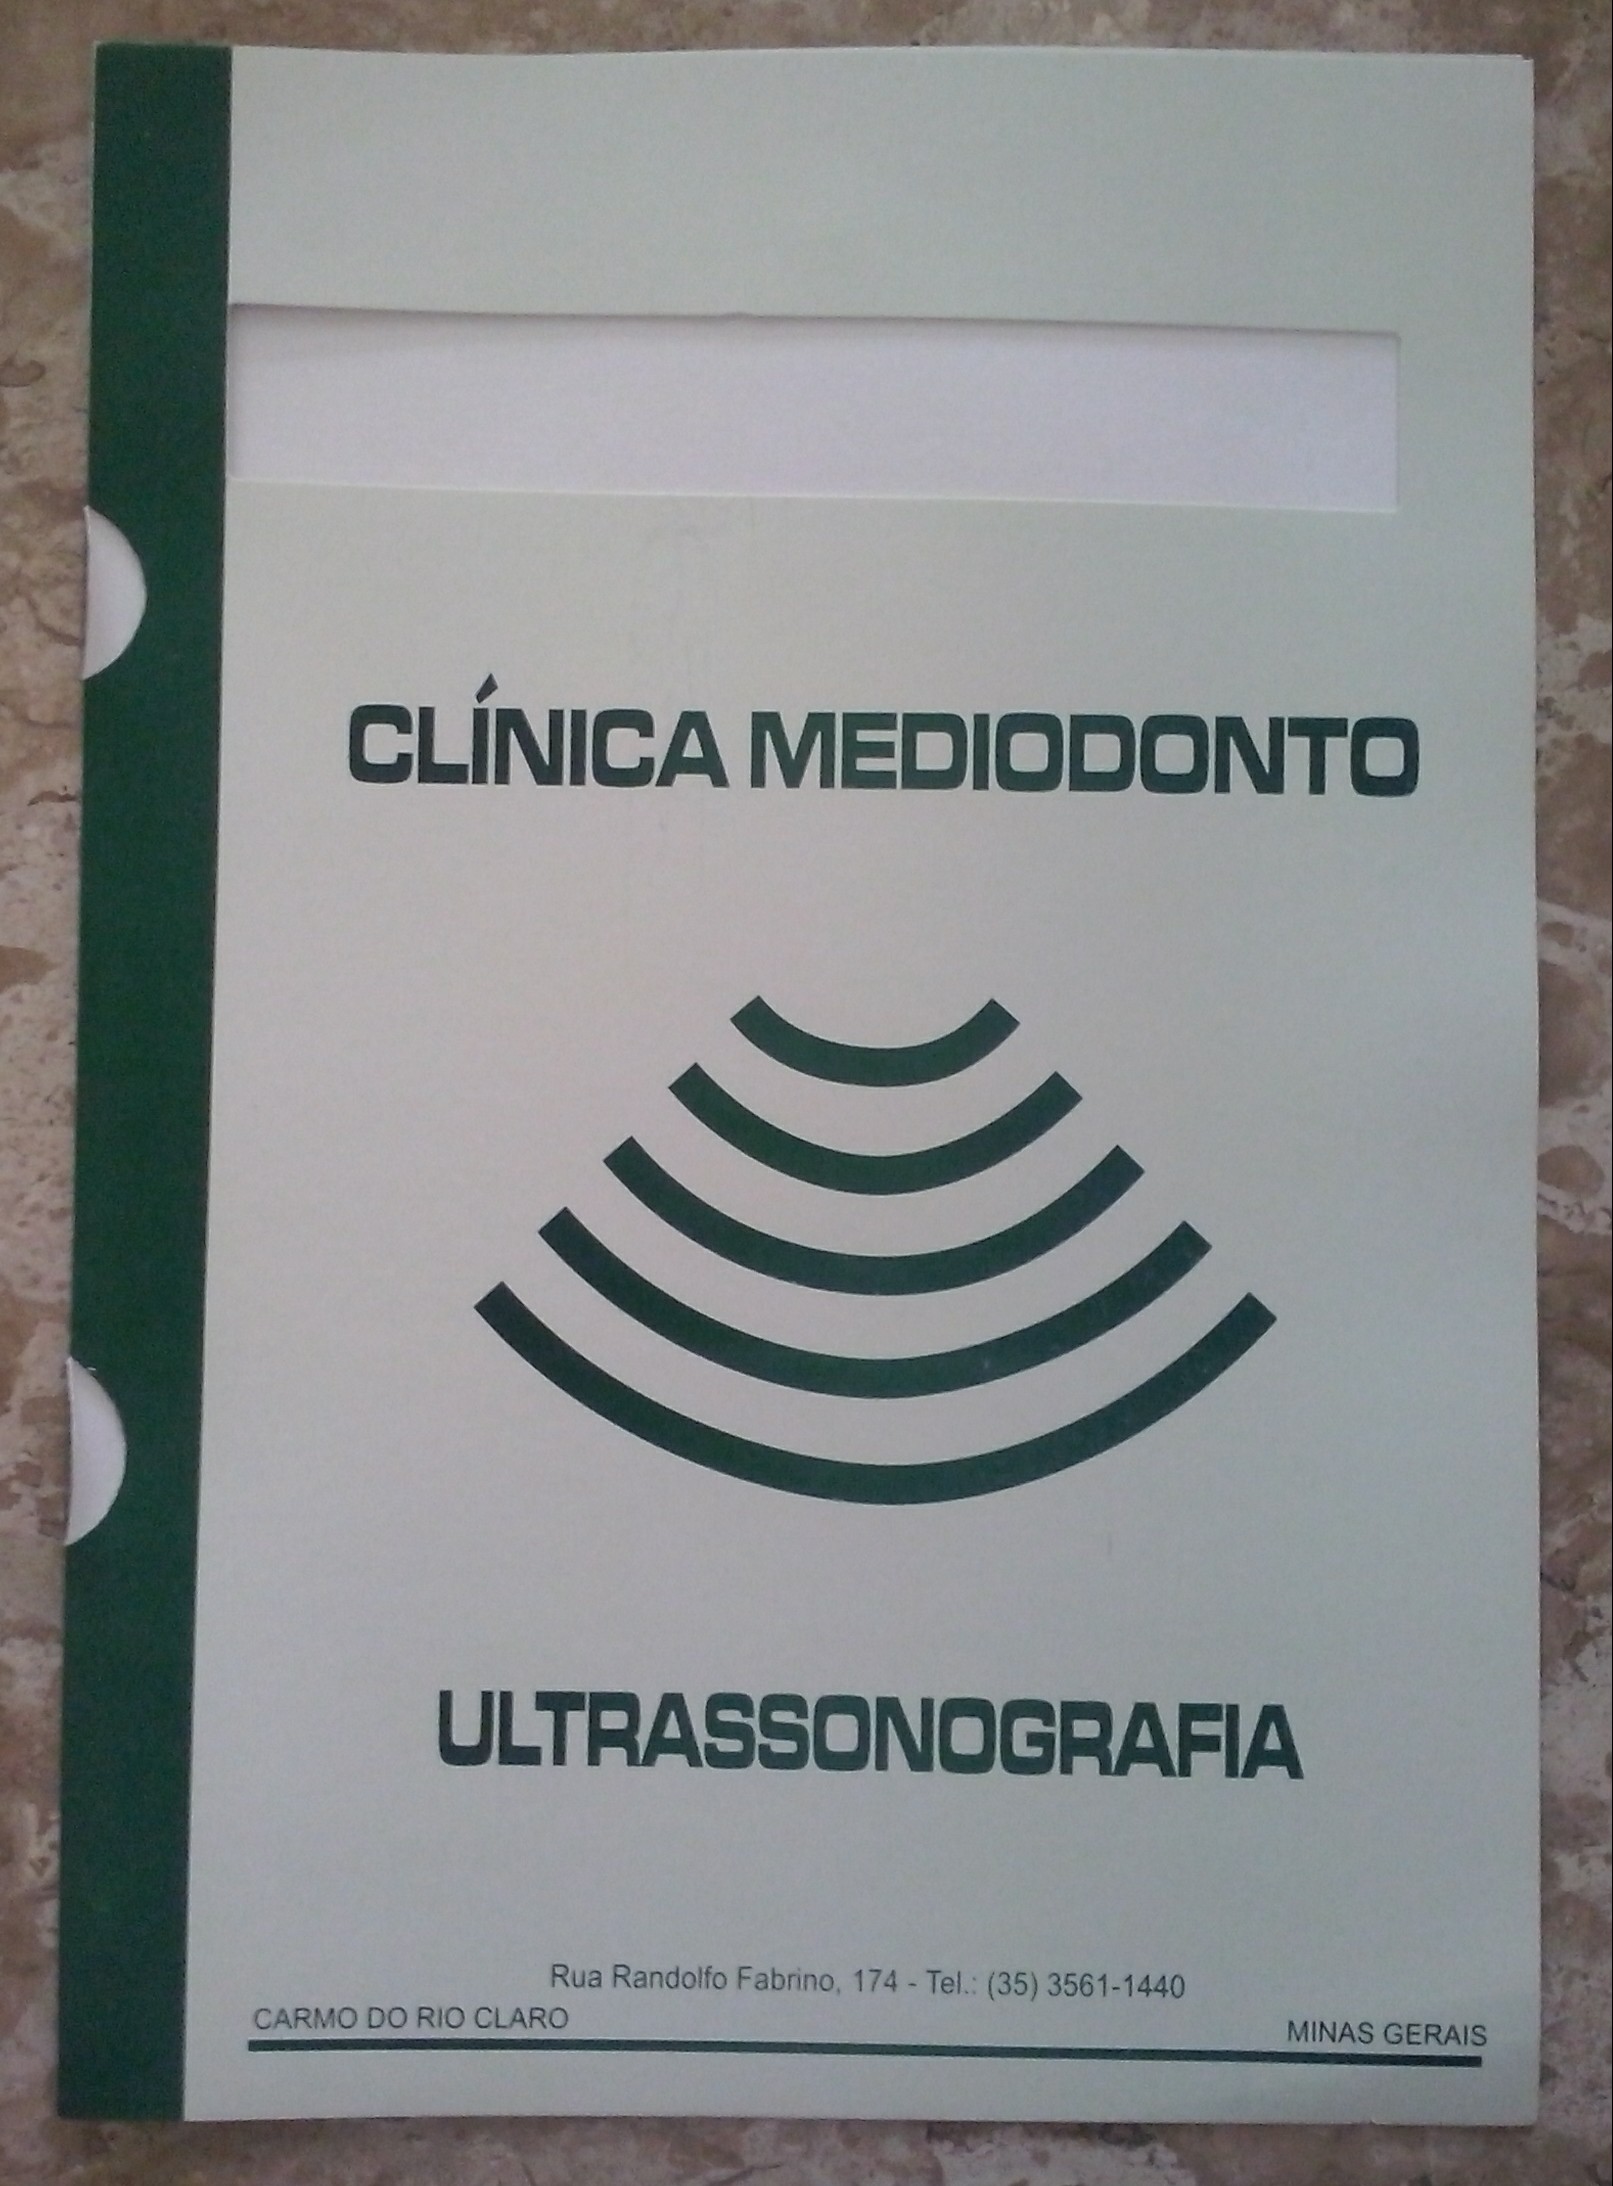 CLÍNICA MEDIODONTO
ULTRASSONOGRAFIA
Rua Randolfo Fabrino, 174 - Tel.: (35) 3561-1440
CARMO DO RIO CLARO
MINAS GERAIS